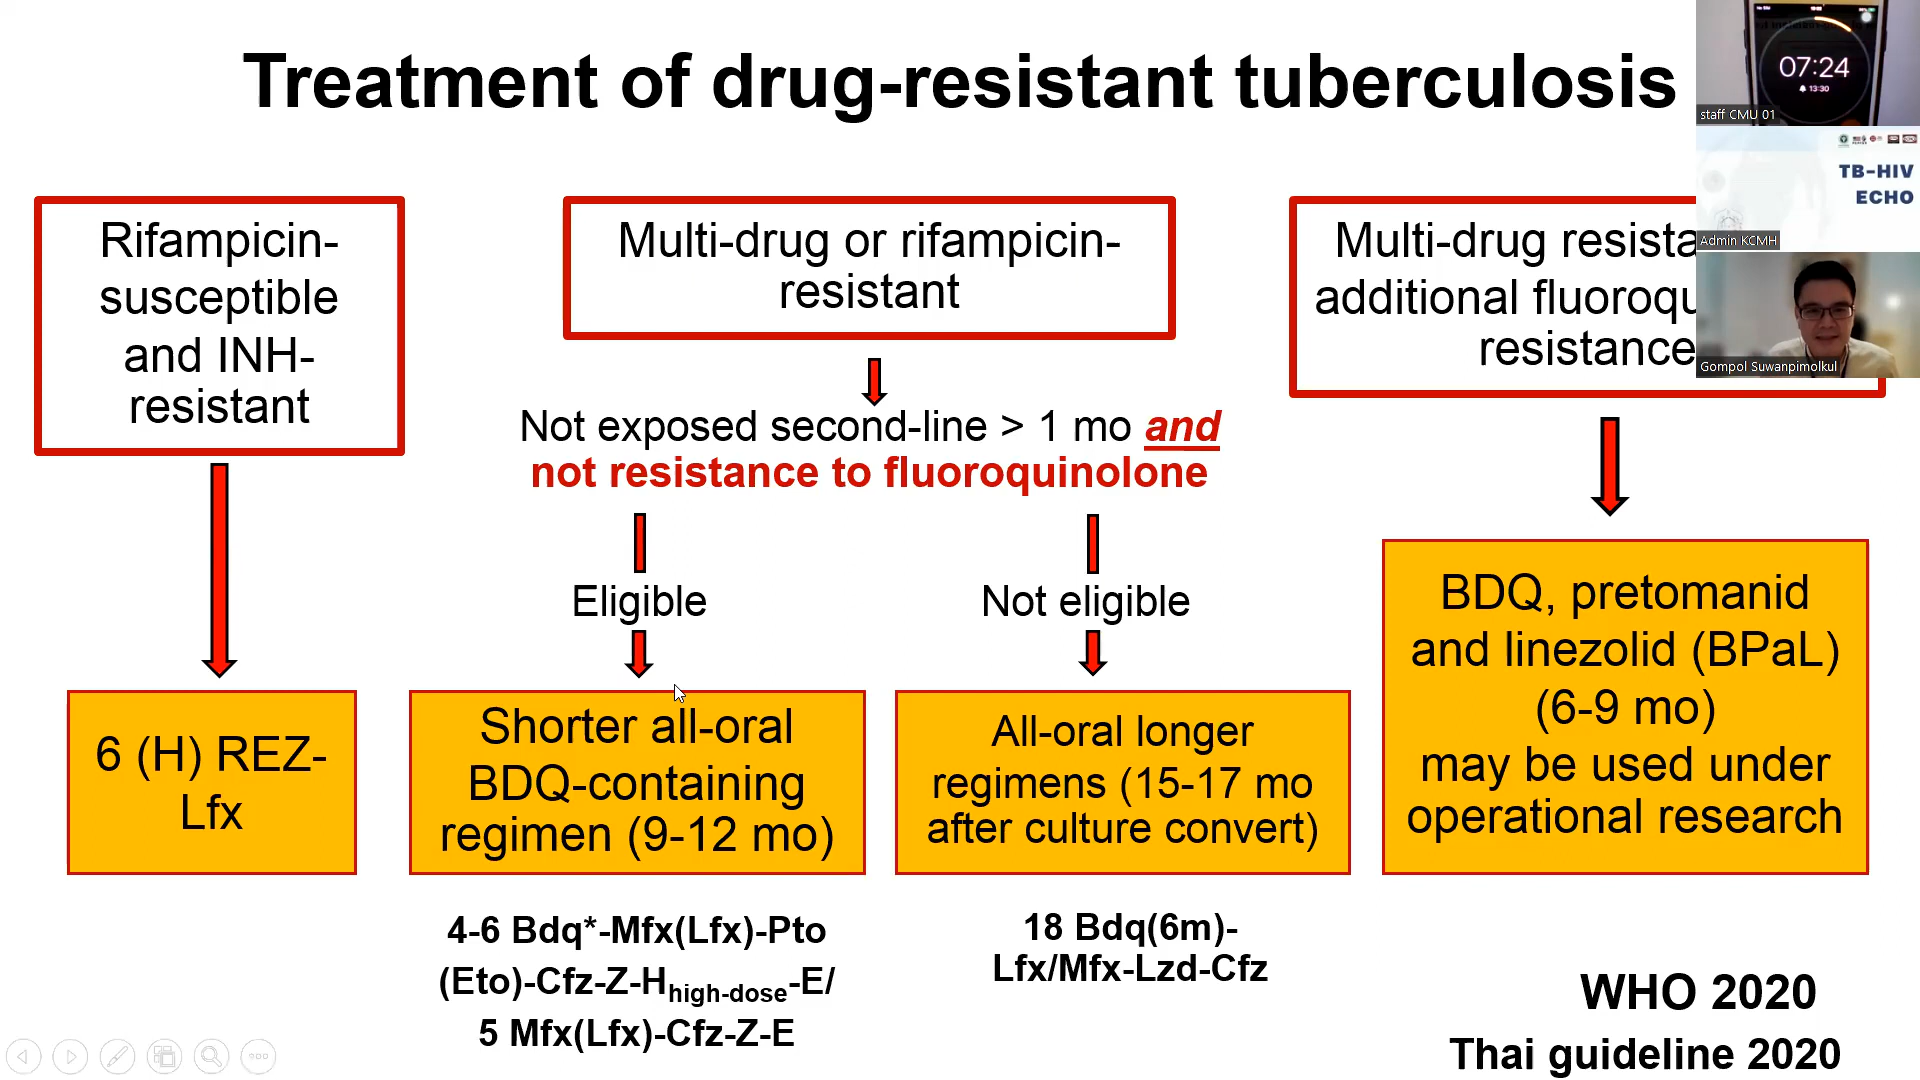 Treatment of drug-resistant tuberculosis
07:24
13:30
staff CMU 01
TB-HIV
ECHO
Admin KCMH
Gompol Suwanpimolkul
Rifampicin-
susceptible
and INH-
resistant
6 (H) REZ-
Lfx
Multi-drug or rifampicin-
resistant
Not exposed second-line > 1 mo and
not resistance to fluoroquinolone
Eligible
Shorter all-oral
BDQ-containing
regimen (9-12 mo)
4-6 Bdq*-Mfx(Lfx)-Pto
(Eto)-Cfz-Z-Hhigh-dose-E/
5 Mfx(Lfx)-Cfz-Z-E
Not eligible
All-oral longer
regimens (15-17 mo
after culture convert)
18 Bdq(6m)-
Lfx/Mfx-Lzd-Cfz
Multi-drug resista
additional fluoroqu
resistance
BDQ, pretomanid
and linezolid (BPaL)
(6-9 mo)
may be used under
operational research
WHO 2020
Thai guideline 2020